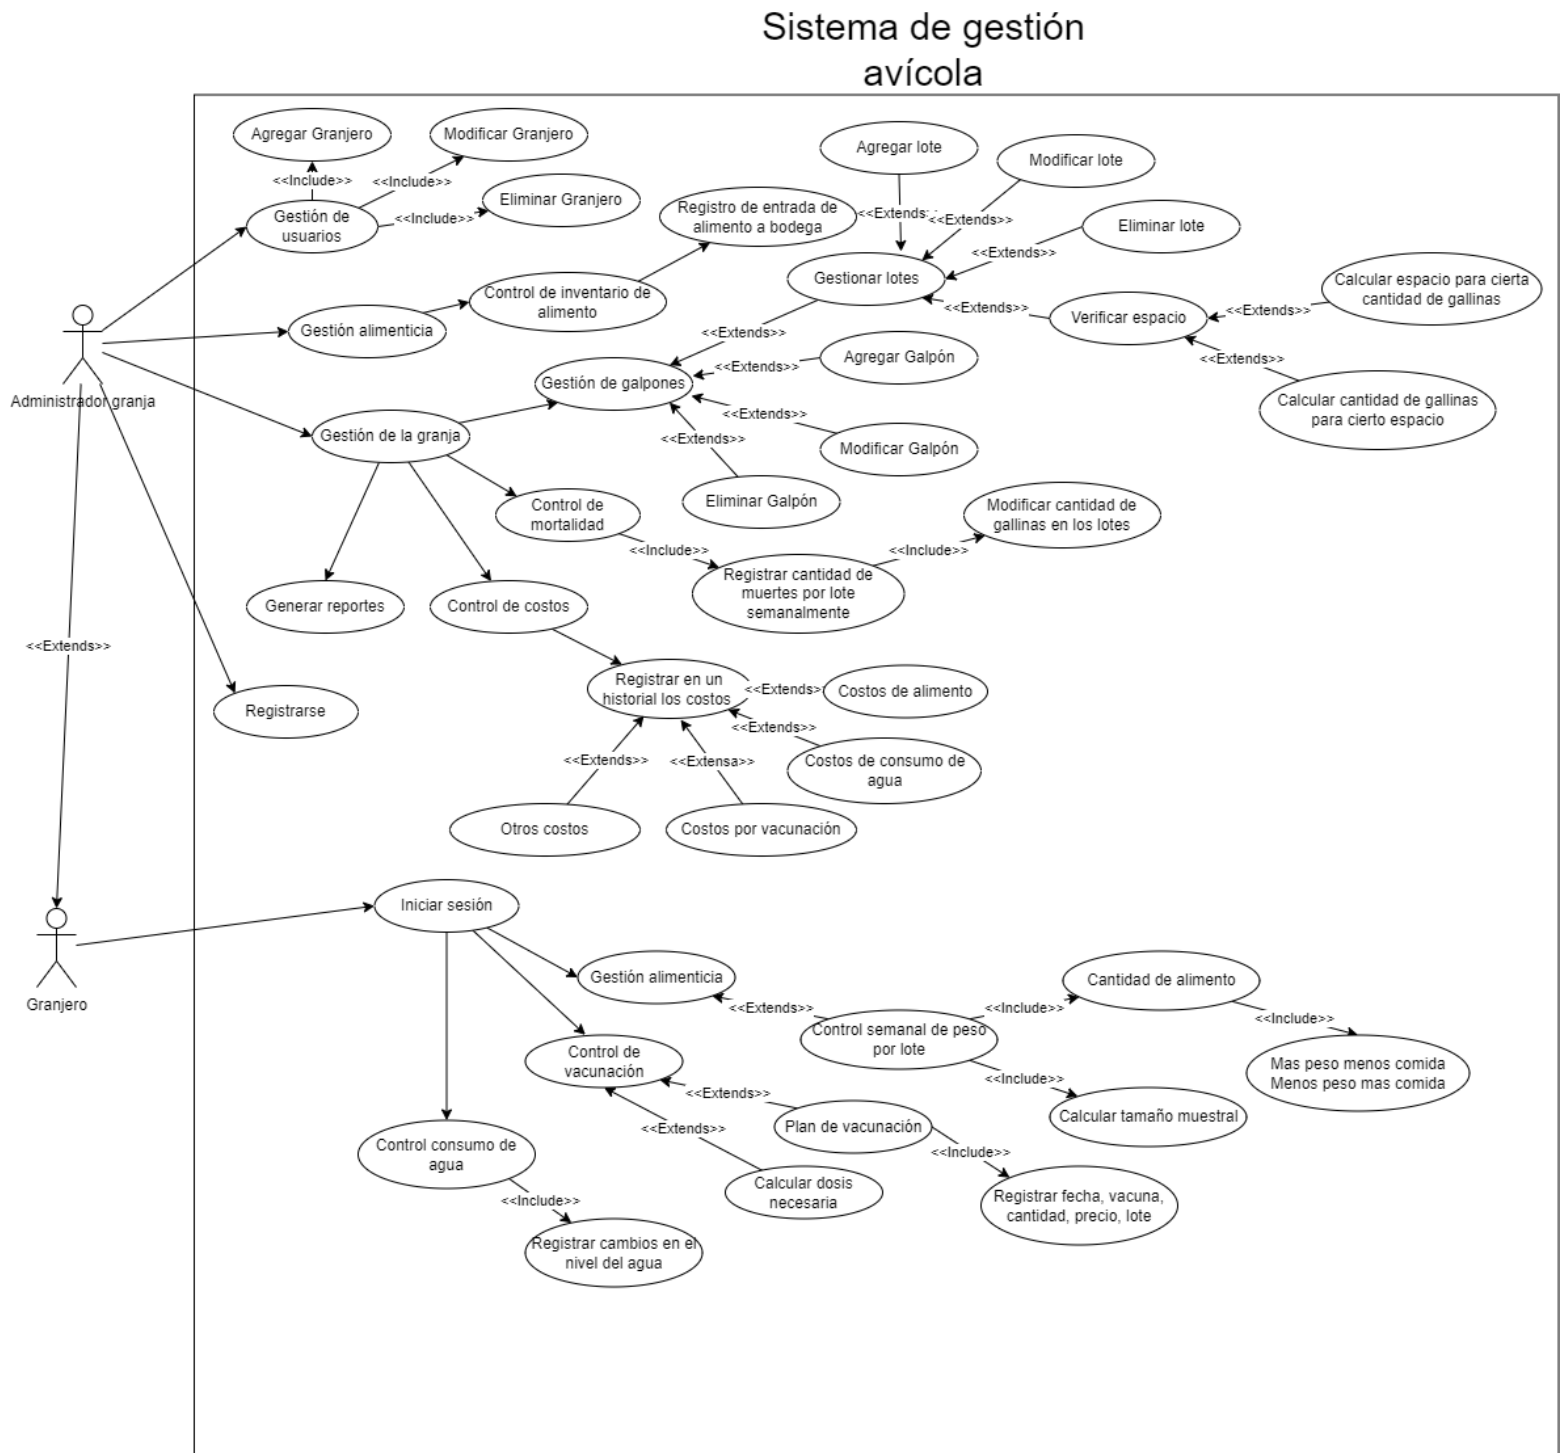 Sistema de gestión
avícola
Agregar Granjero
Modificar Granjero
<<Include>>
<<Include>>
Eliminar Granjero
<<Include>>
Gestión de
usuarios
Agregar lote
Modificar lote
Registro de entrada de
alimento a bodega
<<Extends>>
<<Extends>>
Eliminar lote
<<Extends>>
Gestionar lotes
Control de inventario de
alimento
Gestión alimenticia
Calcular espacio para cierta
cantidad de gallinas
<<Extends>>
Verificar espacio
<<Extends>>
<<Extends>>
<<Extends>>
Agregar Galpón
<<Extends>>
Gestión de galpones
Calcular cantidad de gallinas
para cierto espacio
Administrador granja
<<Extends>>
Gestión de la granja
<<Extends>>
Modificar Galpón
Eliminar Galpón
Control de
mortalidad
Modificar cantidad de
gallinas en los lotes
<<Include>>
<<Include>>
Registrar cantidad de
muertes por lote
semanalmente
Generar reportes
Control de costos
<<Extends>>
Registrar en un
historial los costos
<<Extends>>
Costos de alimento
Registrarse
<<Extends>>
<<Extends>>
<<Extensa>>
Costos de consumo de
agua
Otros costos
Costos por vacunación
Iniciar sesión
Granjero
Gestión alimenticia
<<Extends>>
Cantidad de alimento
<<Include>>
<<Include>>
Control semanal de peso
por lote
Control de
vacunación
Mas peso menos comida
Menos peso mas comida
<<Include>>
<<Extends>>
Calcular tamaño muestral
Plan de vacunación
<<Extends>>
Control consumo de
agua
<<Include>>
Calcular dosis
necesaria
<<Include>>
Registrar fecha, vacuna,
cantidad, precio, lote
Registrar cambios en el
nivel del agua